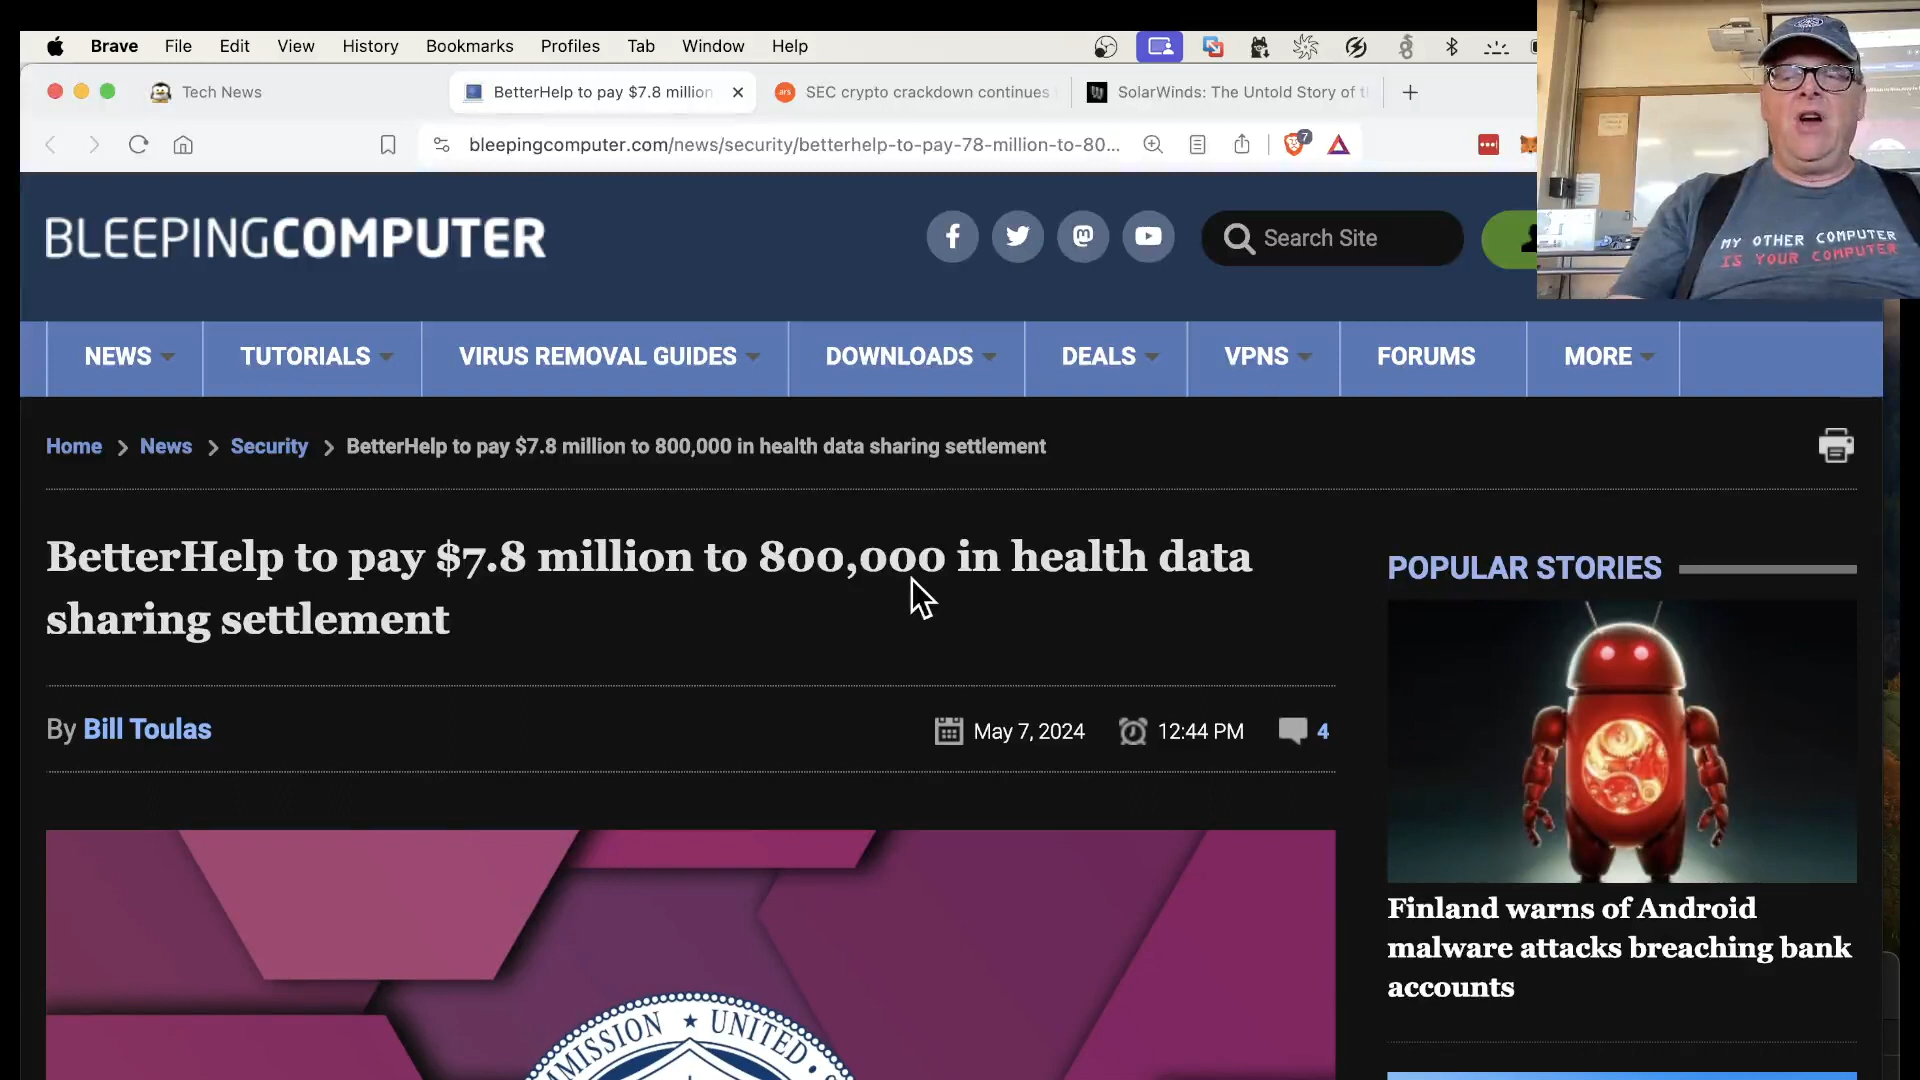 Brave File Edit View History Bookmarks Profiles Tab Window Help
Tech News
BetterHelp to pay $7.8 million
SEC crypto crackdown continues
SolarWinds: The Untold Story of t
bleepingcomputer.com/news/security/betterhelp-to-pay-78-million-to-80...
7
MY OTHER COMPUTER
IS YOUR COMPUTER
BLEEPINGCOMPUTER
Search Site
NEWS TUTORIALS VIRUS REMOVAL GUIDES DOWNLOADS DEALS VPNS FORUMS MORE
Home > News > Security > BetterHelp to pay $7.8 million to 800,000 in health data sharing settlement
BetterHelp to pay $7.8 million to 800,000 in health data
sharing settlement
By Bill Toulas
May 7, 2024 12:44 PM 4
MMISSION ★ UNITED
POPULAR STORIES
Finland warns of Android
malware attacks breaching bank
accounts